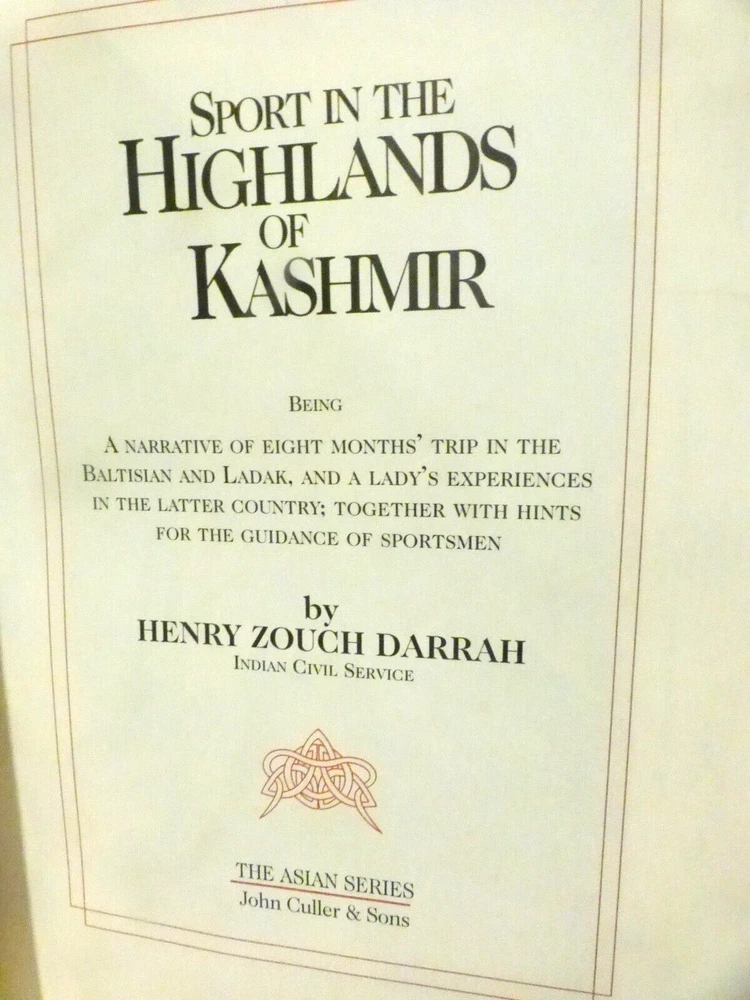 SPORT IN THE
HIGHLANDS
OF
KASHMIR
BEING
A NARRATIVE OF EIGHT MONTHS' TRIP IN THE
BALTISIAN AND LADAK, AND A LADY'S EXPERIENCES
IN THE LATTER COUNTRY; TOGETHER WITH HINTS
FOR THE GUIDANCE OF SPORTSMEN
by
HENRY ZOUCH DARRAH
INDIAN CIVIL SERVICE
THE ASIAN SERIES
John Culler & Sons